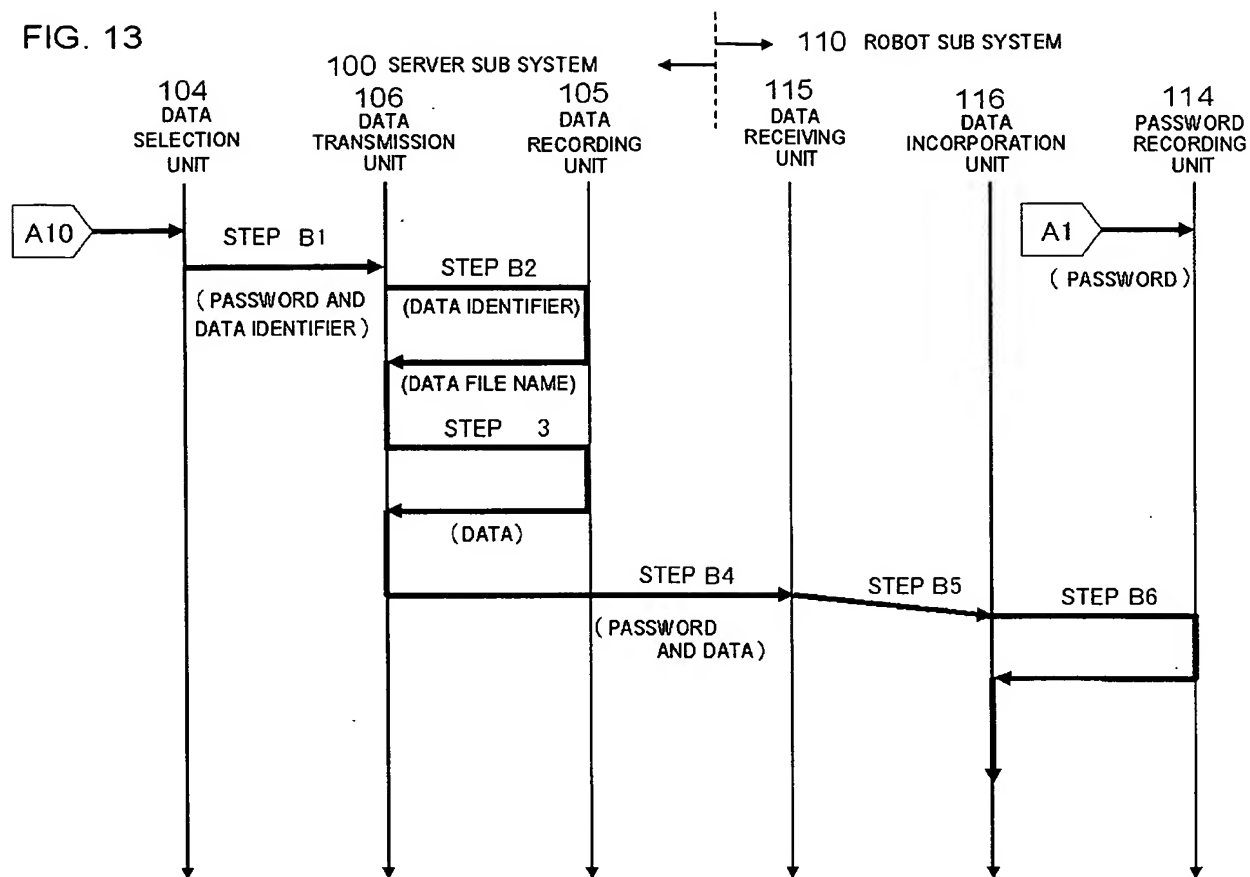 FIG. 13
110 ROBOT SUB SYSTEM
100 SERVER SUB SYSTEM
104
DATA
SELECTION
UNIT
106
DATA
TRANSMISSION
UNIT
105
DATA
RECORDING
UNIT
115
DATA
RECEIVING
UNIT
116
DATA
INCORPORATION
UNIT
114
PASSWORD
RECORDING
UNIT
A10
A1
(PASSWORD)
STEP B1
(PASSWORD AND
DATA IDENTIFIER)
STEP B2
(DATA IDENTIFIER)
(DATA FILE NAME)
STEP 3
(DATA)
STEP B4
(PASSWORD
AND DATA)
STEP B5
STEP B6